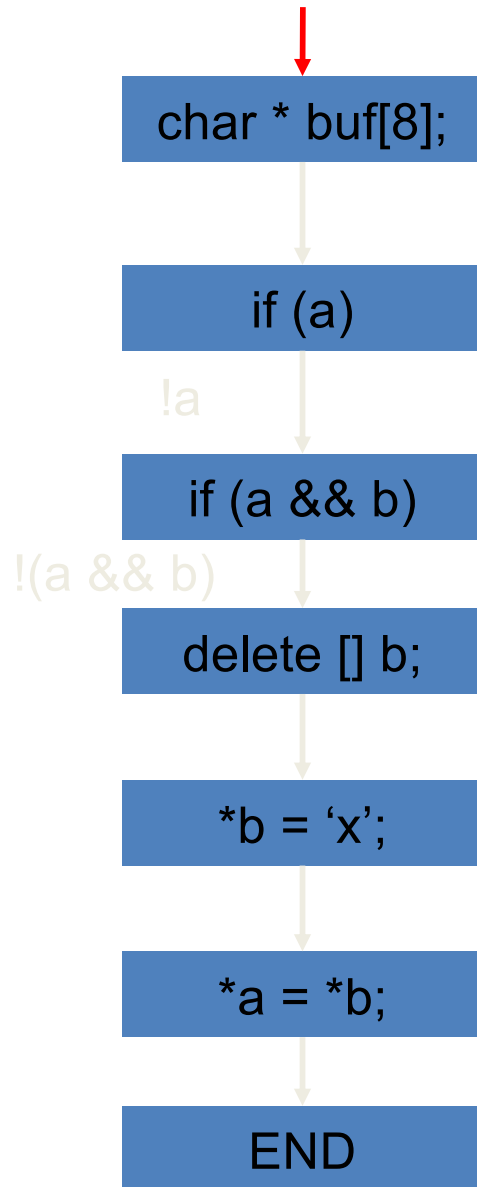 char * buf[8];
if (a)
!a
if (a && b)
!(a && b)
delete [] b;
*b = ‘x’;
*a = *b;
END